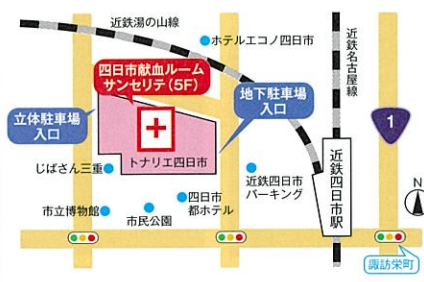 近鉄湯の山線
ホテルエコノ四日市
近鉄名古屋線
四日市献血ルーム
サンセリテ(5F)
立体駐車場
入口
地下駐車場
入口
1
トナリエ四日市
じばさん三重
近鉄四日市
パーキング
近鉄四日市駅
N
四日市
都ホテル
市立博物館
市民公園
諏訪栄町